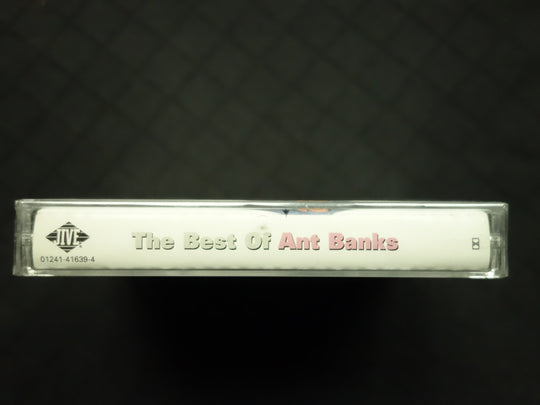 JIVE
The Best Of Ant Banks
01241-41639-4